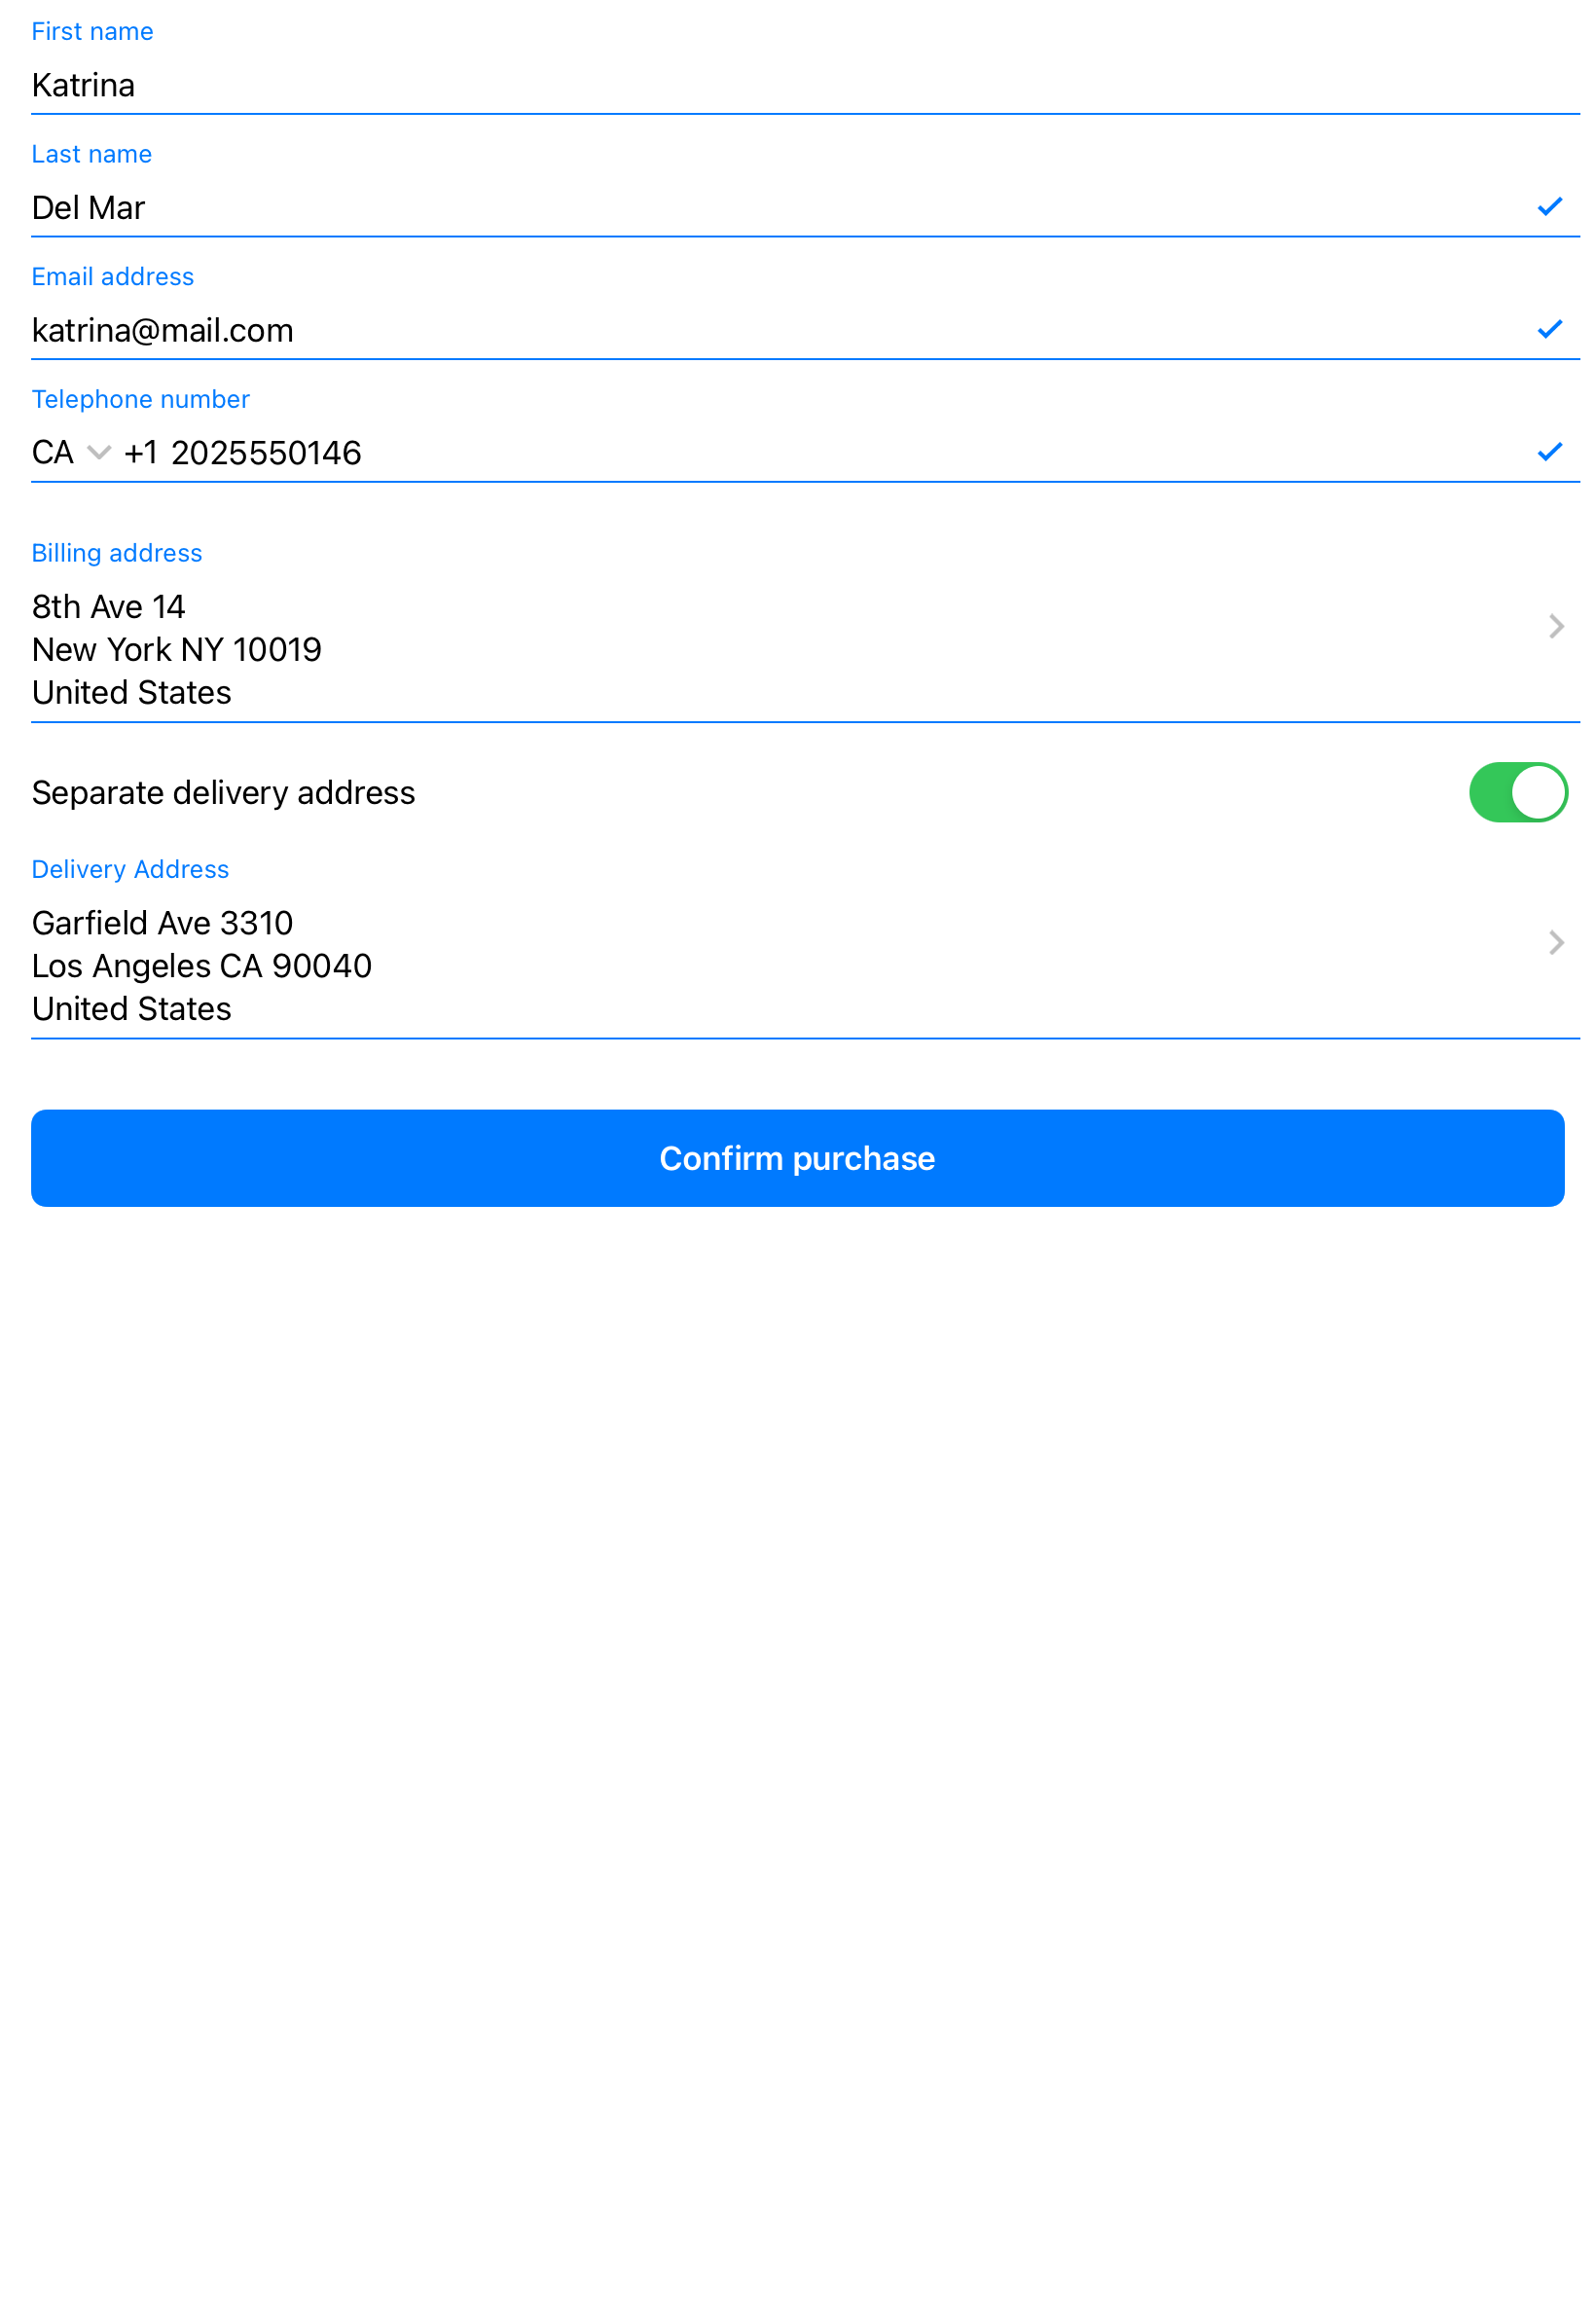 First name
Katrina
Last name
Del Mar
Email address
katrina@mail.com
Telephone number
CA +1 2025550146
Billing address
8th Ave 14
New York NY 10019
United States
Separate delivery address
Delivery Address
Garfield Ave 3310
Los Angeles CA 90040
United States
Confirm purchase